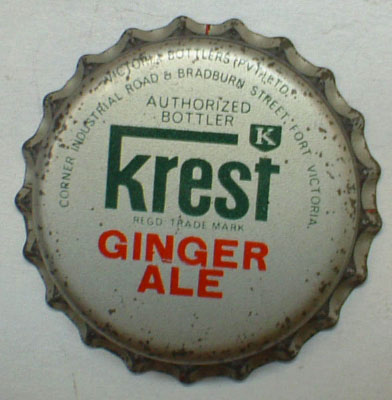 VICTORIA BOTTLERS (PVT) LTD.
CORNER INDUSTRIAL ROAD & BRADBURN STREET·FORT VICTORIA
AUTHORIZED
BOTTLER
K
Krest
REGD TRADE MARK
GINGER
ALE